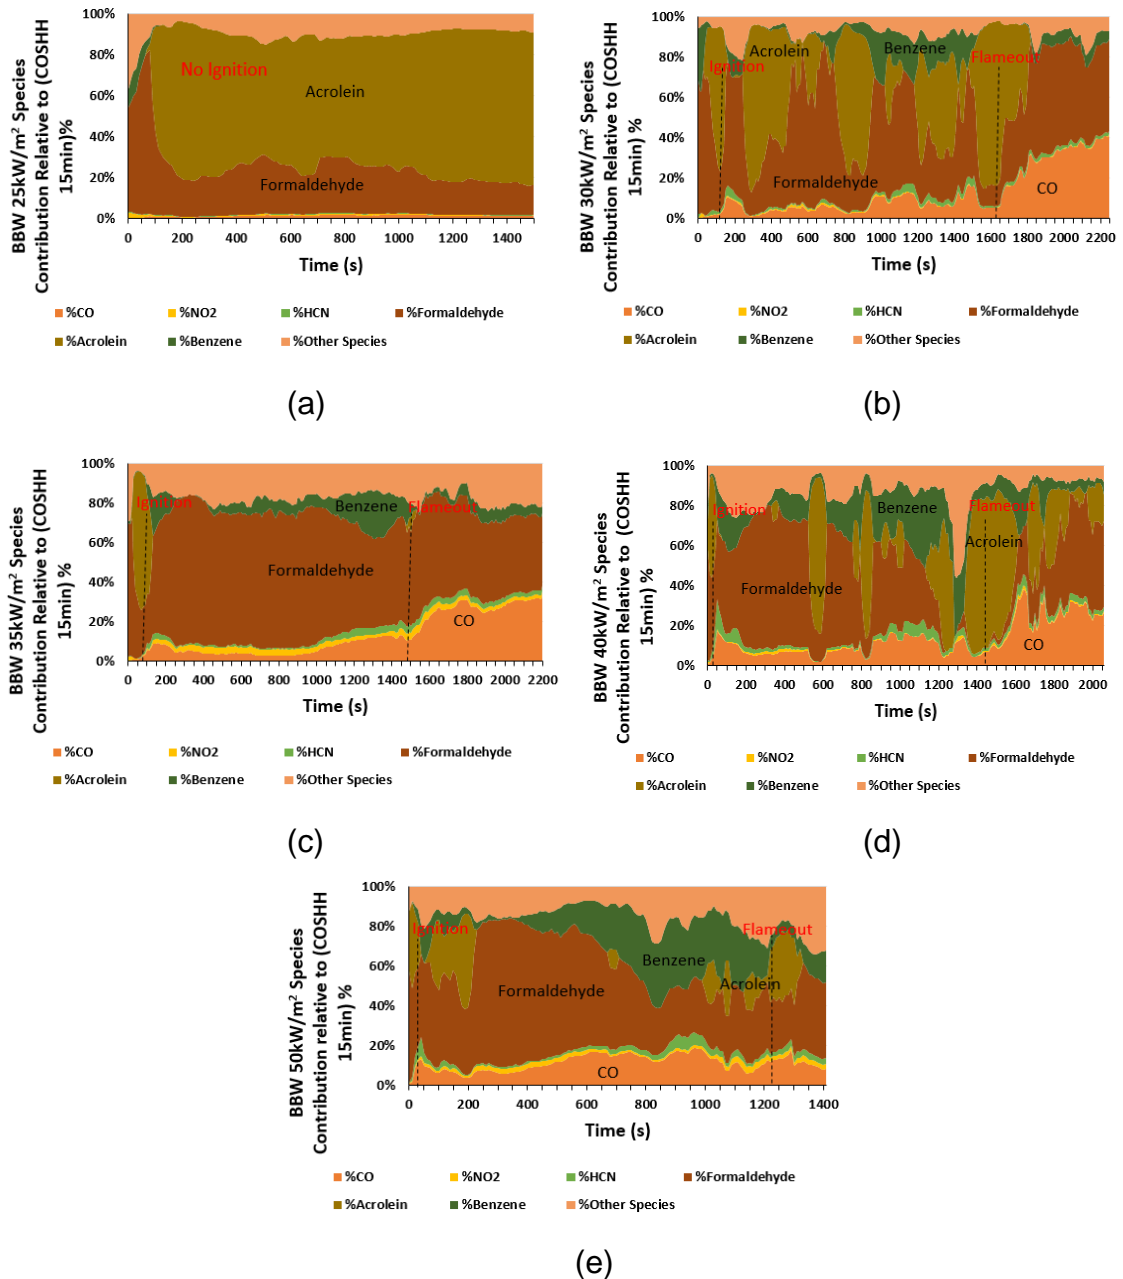 BBW 25kW/m² Species
Contribution Relative to (COSHH
15min)%
100%
80%
60%
40%
20%
0%
No Ignition
Acrolein
Formaldehyde
0 200 400 600 800 1000 1200 1400
Time (s)
%CO %NO2 %HCN %Formaldehyde
%Acrolein %Benzene %Other Species
(a)
BBW 30kW/m² Species
Contribution Relative to (COSHH
15min) %
100%
80%
60%
40%
20%
0%
Acrolein
Benzene
Ignition
Flameout
Formaldehyde
CO
0 200 400 600 800 1000 1200 1400 1600 1800 2000 2200
Time (s)
%CO %NO2 %HCN %Formaldehyde
%Acrolein %Benzene %Other Species
(b)
BBW 35kW/m² Species
Contribution Relative to (COSHH
15min) %
100%
80%
60%
40%
20%
0%
Ignition
Benzene
Flameout
Formaldehyde
CO
0 200 400 600 800 1000 1200 1400 1600 1800 2000 2200
Time (s)
%CO %NO2 %HCN %Formaldehyde
%Acrolein %Benzene %Other Species
(c)
BBW 40kW/m² Species
Contribution Relative to (COSHH
15min) %
100%
80%
60%
40%
20%
0%
Ignition
Benzene
Flameout
Acrolein
Formaldehyde
CO
0 200 400 600 800 1000 1200 1400 1600 1800 2000
Time (s)
%CO %NO2 %HCN %Formaldehyde
%Acrolein %Benzene %Other Species
(d)
BBW 50kW/m² Species
Contribution relative to (COSHH
15min) %
100%
80%
60%
40%
20%
0%
Ignition
Flameout
Benzene
Acrolein
Formaldehyde
CO
0 200 400 600 800 1000 1200 1400
Time (s)
%CO %NO2 %HCN %Formaldehyde
%Acrolein %Benzene %Other Species
(e)